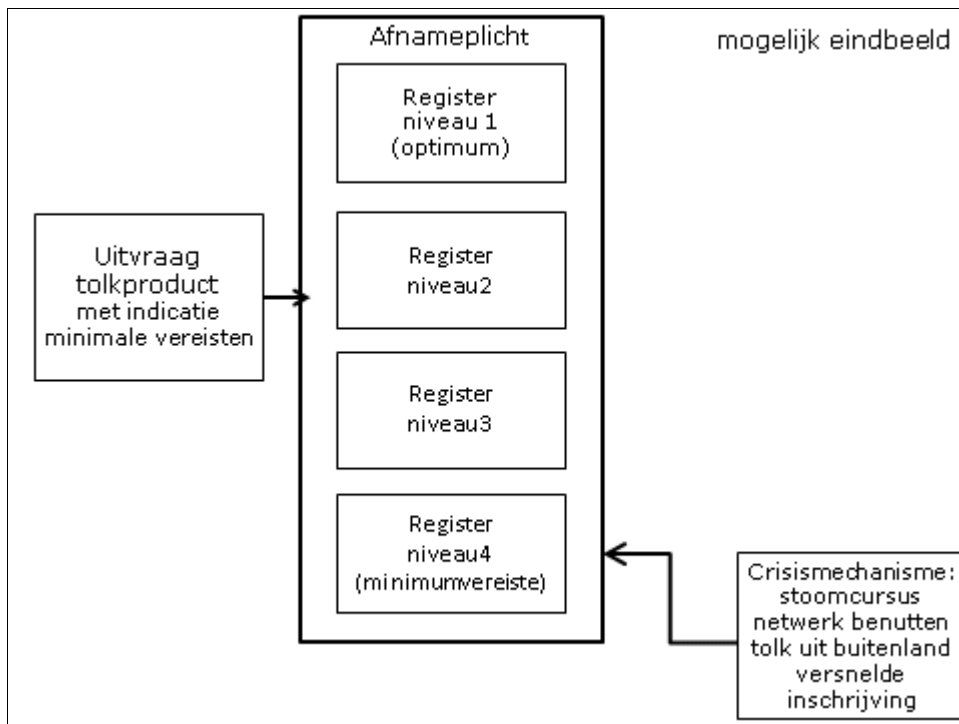 Afnameplicht
mogelijk eindbeeld
Register
niveau 1
(optimum)
Uitvraag
tolkproduct
met indicatie
minimale vereisten
Register
niveau2
Register
niveau3
Register
niveau4
(minimumvereiste)
Crisismechanisme:
stoomcursus
netwerk benutten
tolk uit buitenland
versnelde
inschrijving